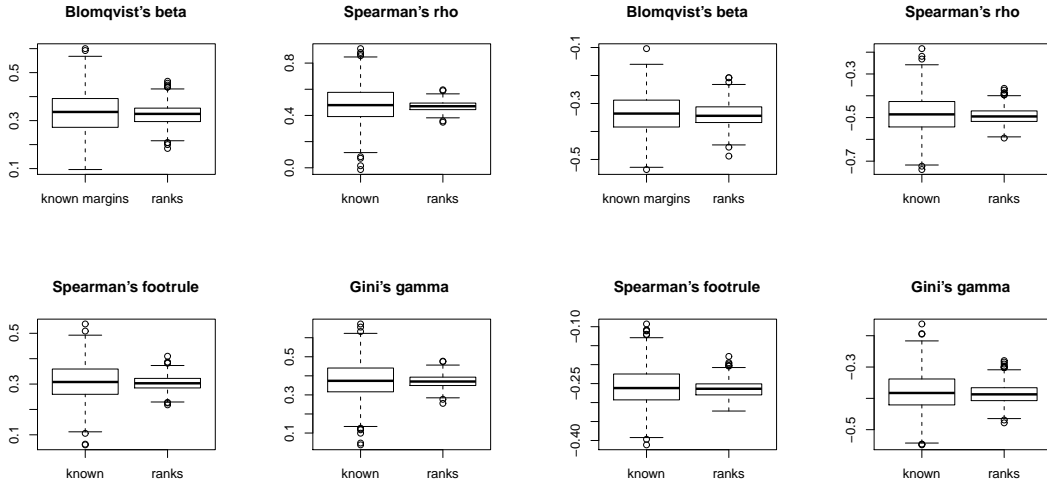 Blomqvist's beta
0.5
0.3
0.1
known margins
ranks
Spearman's rho
0.8
0.4
0.0
known
ranks
Blomqvist's beta
−0.1
−0.3
−0.5
known margins
ranks
Spearman's rho
−0.3
−0.5
−0.7
known
ranks
Spearman's footrule
0.5
0.3
0.1
known
ranks
Gini's gamma
0.5
0.3
0.1
known
ranks
Spearman's footrule
−0.10
−0.25
−0.40
known
ranks
Gini's gamma
−0.3
−0.5
known
ranks